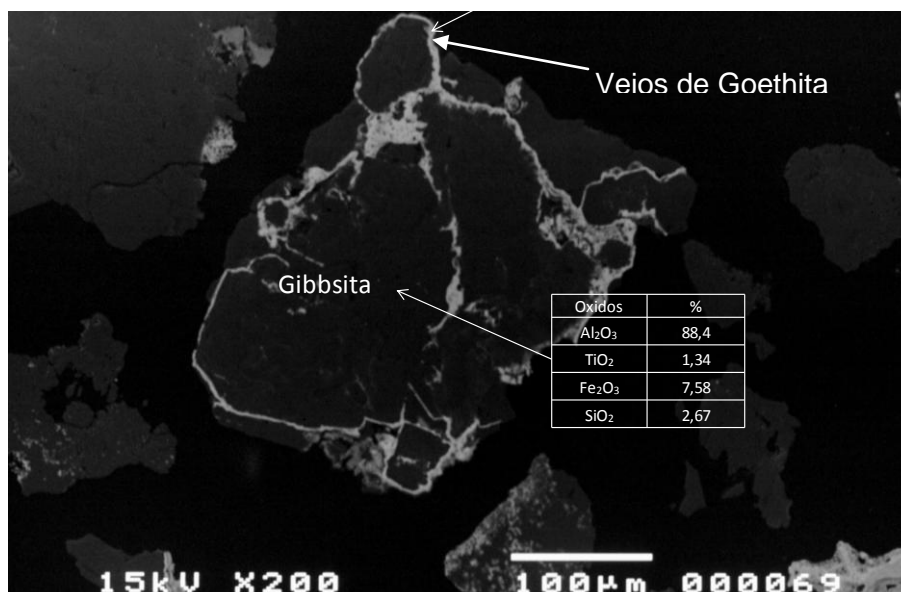 Veios de Goethita
Gibbsita
Oxidos %
Al₂O₃ 88,4
TiO₂ 1,34
Fe₂O₃ 7,58
SiO₂ 2,67
15kV X200 100µm 000069